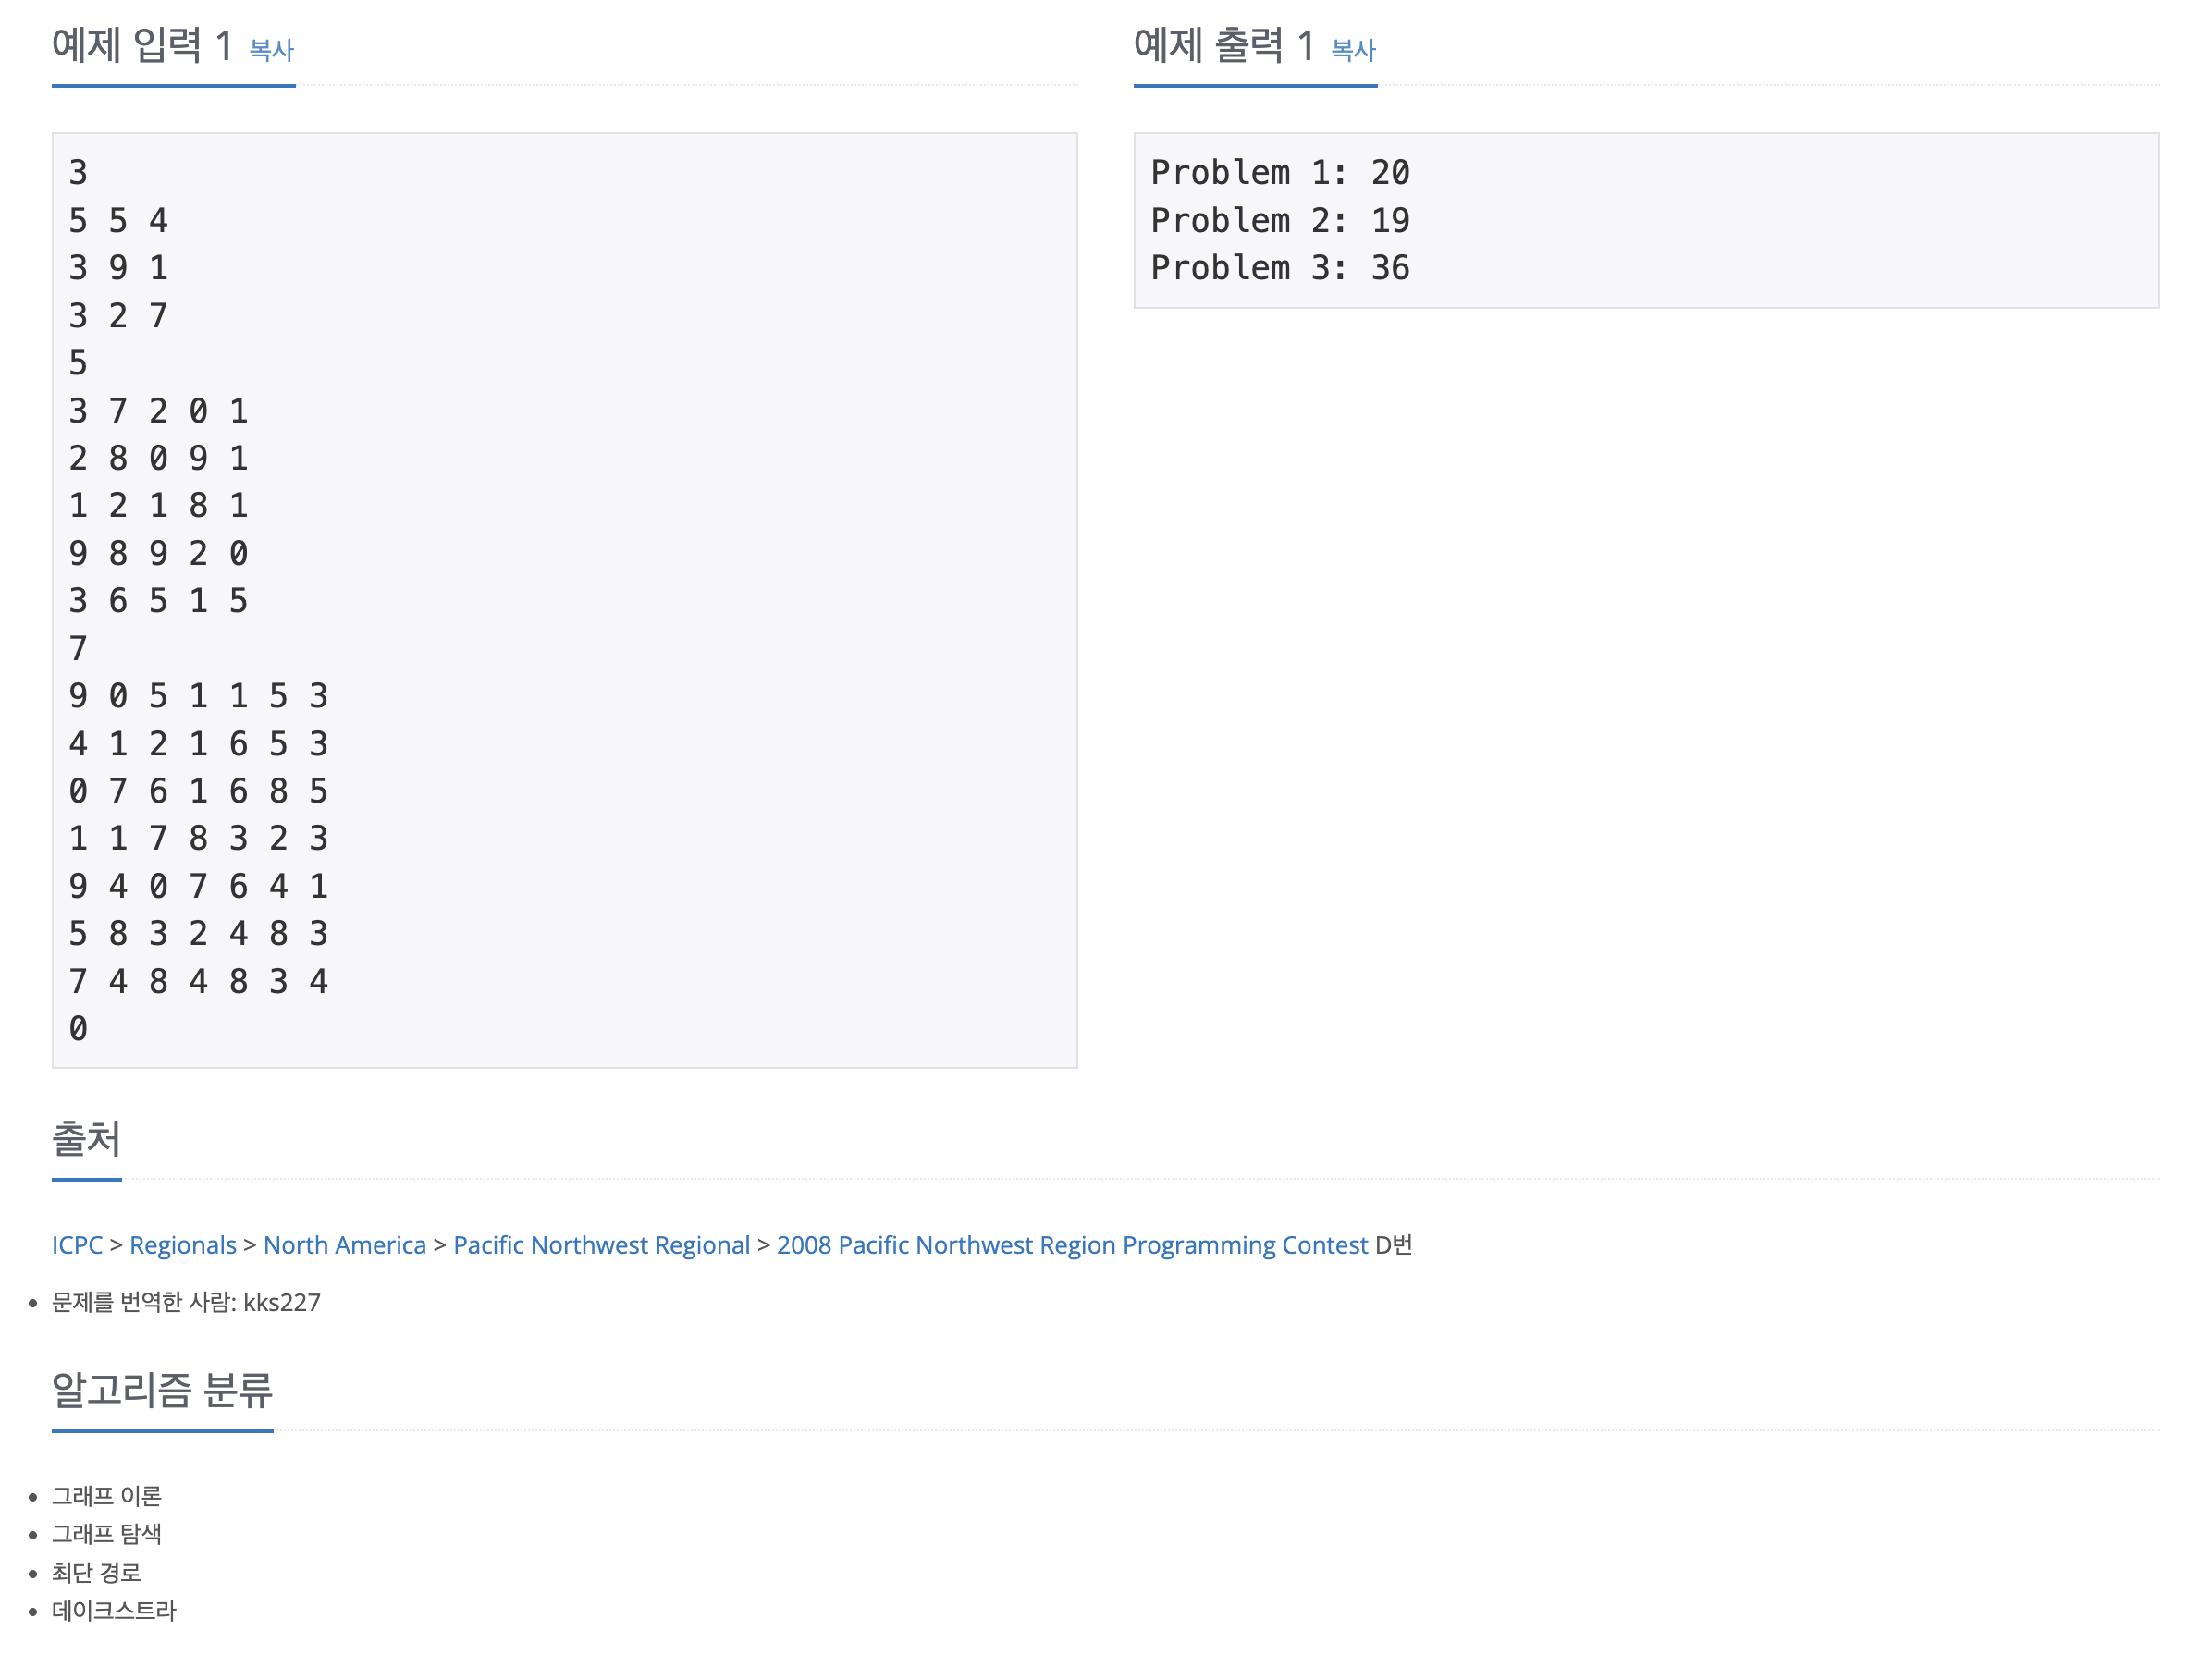 예제 입력 1 복사
3
5 5 4
3 9 1
3 2 7
5
3 7 2 0 1
2 8 0 9 1
1 2 1 8 1
9 8 9 2 0
3 6 5 1 5
7
9 0 5 1 1 5 3
4 1 2 1 6 5 3
0 7 6 1 6 8 5
1 1 7 8 3 2 3
9 4 0 7 6 4 1
5 8 3 2 4 8 3
7 4 8 4 8 3 4
0
예제 출력 1 복사
Problem 1: 20
Problem 2: 19
Problem 3: 36
출처
ICPC > Regionals > North America > Pacific Northwest Regional > 2008 Pacific Northwest Region Programming Contest D번
• 문제를 번역한 사람: kks227
알고리즘 분류
• 그래프 이론
• 그래프 탐색
• 최단 경로
• 데이크스트라